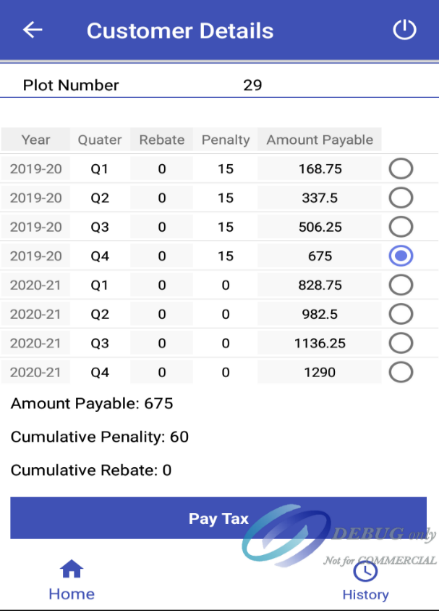 Customer Details
Plot Number 29
Year Quater Rebate Penalty Amount Payable
2019-20 Q1 0 15 168.75
2019-20 Q2 0 15 337.5
2019-20 Q3 0 15 506.25
2019-20 Q4 0 15 675
2020-21 Q1 0 0 828.75
2020-21 Q2 0 0 982.5
2020-21 Q3 0 0 1136.25
2020-21 Q4 0 0 1290
Amount Payable: 675
Cumulative Penality: 60
Cumulative Rebate: 0
Pay Tax
DEBUG only
Not for COMMERCIAL
Home History